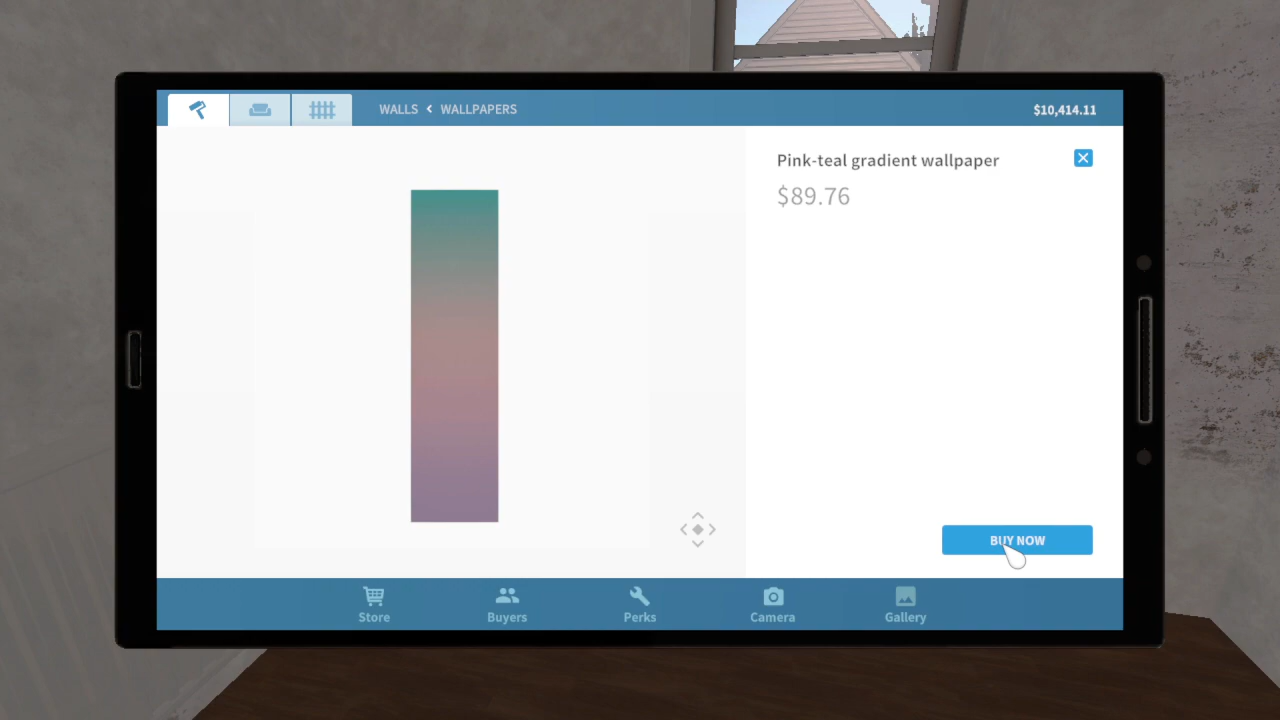 WALLS < WALLPAPERS
$10,414.11
Pink-teal gradient wallpaper
$89.76
BUY NOW
Store
Buyers
Perks
Camera
Gallery